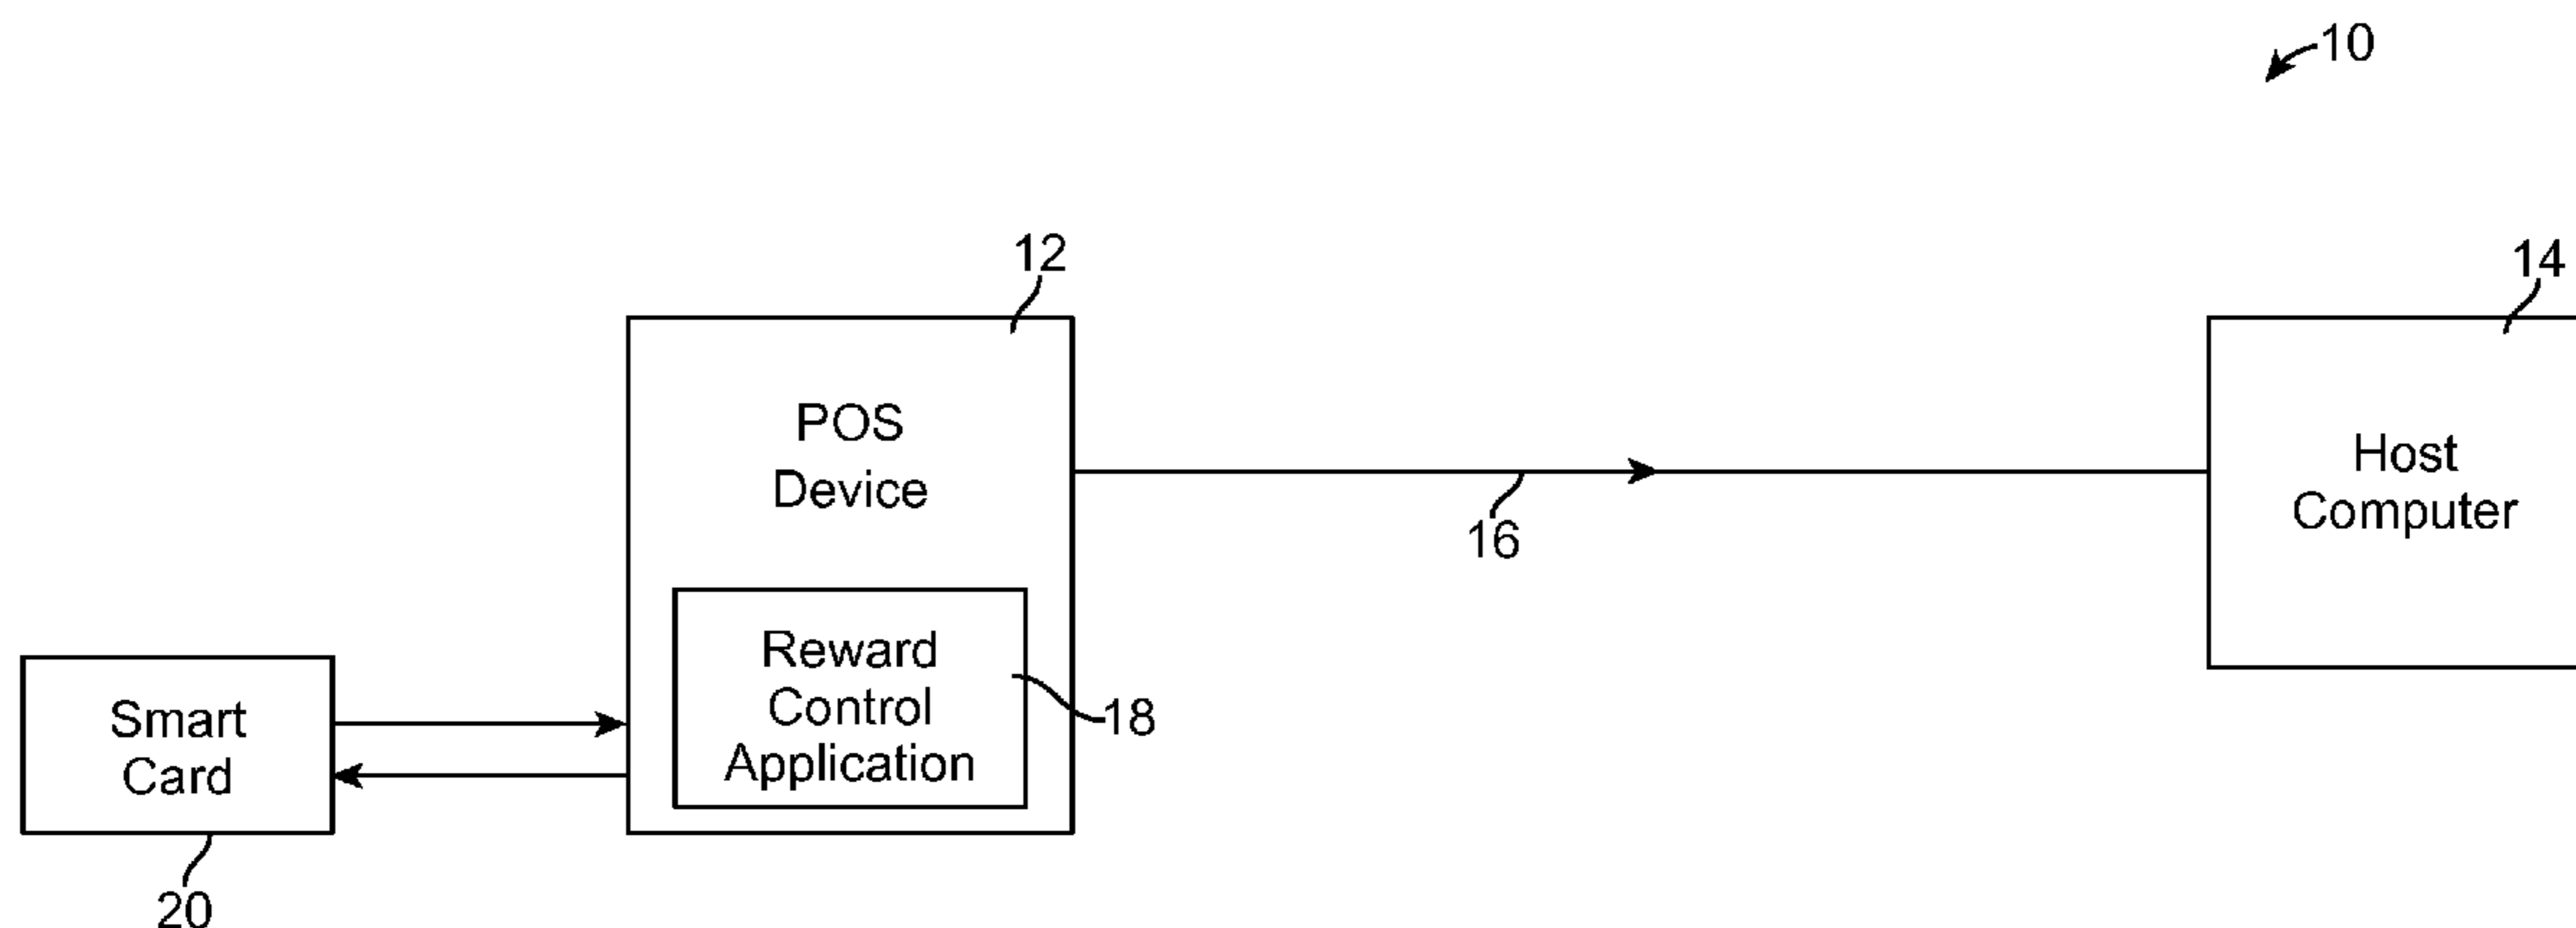 10
12
14
POS
Device
Host
Computer
16
Reward
Control
Application
18
Smart
Card
20